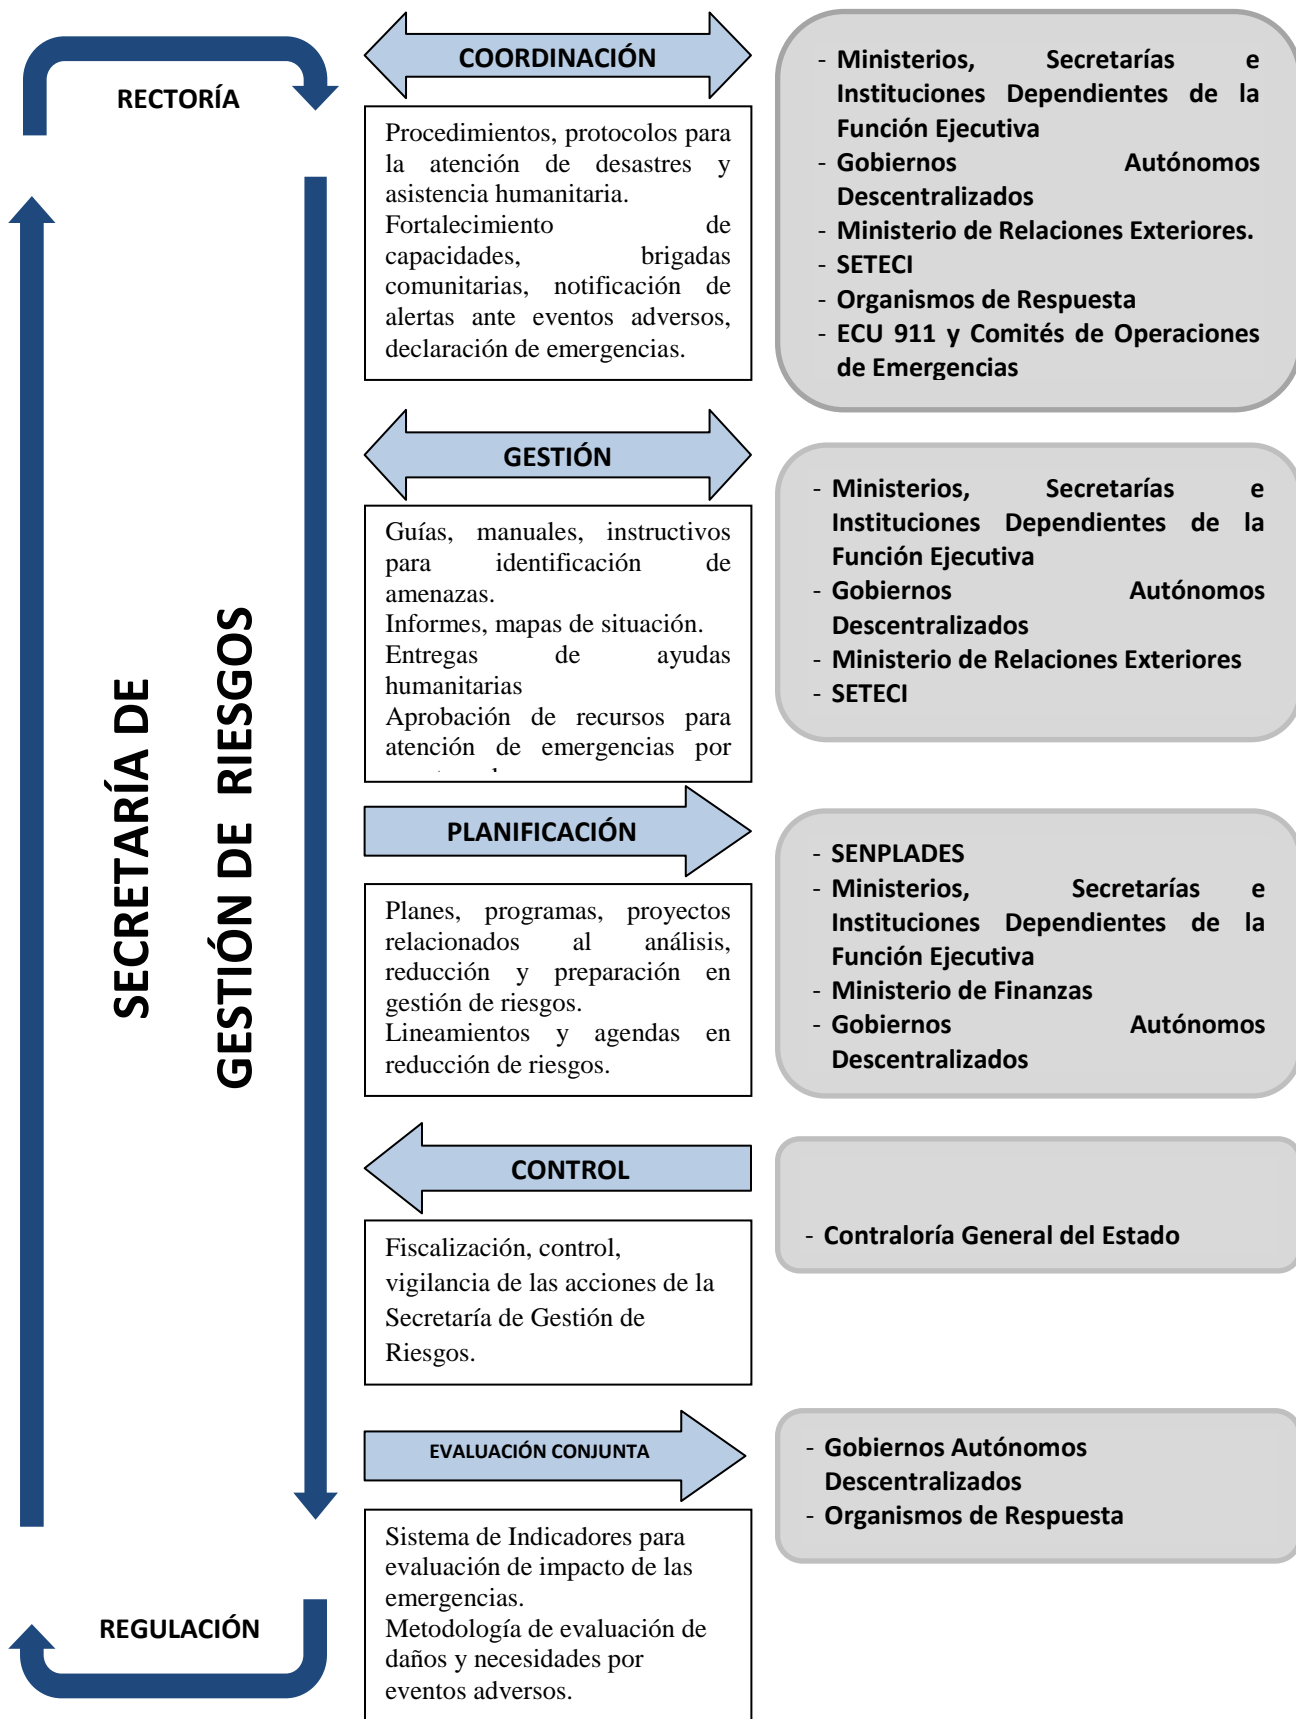 RECTORÍA
SECRETARÍA DE
GESTIÓN DE RIESGOS
REGULACIÓN
COORDINACIÓN
Procedimientos, protocolos para
la atención de desastres y
asistencia humanitaria.
Fortalecimiento de
capacidades, brigadas
comunitarias, notificación de
alertas ante eventos adversos,
declaración de emergencias.
- Ministerios, Secretarías e
Instituciones Dependientes de la
Función Ejecutiva
- Gobiernos Autónomos
Descentralizados
- Ministerio de Relaciones Exteriores.
- SETECI
- Organismos de Respuesta
- ECU 911 y Comités de Operaciones
de Emergencias
GESTIÓN
Guías, manuales, instructivos
para identificación de
amenazas.
Informes, mapas de situación.
Entregas de ayudas
humanitarias
Aprobación de recursos para
atención de emergencias por
- Ministerios, Secretarías e
Instituciones Dependientes de la
Función Ejecutiva
- Gobiernos Autónomos
Descentralizados
- Ministerio de Relaciones Exteriores
- SETECI
PLANIFICACIÓN
Planes, programas, proyectos
relacionados al análisis,
reducción y preparación en
gestión de riesgos.
Lineamientos y agendas en
reducción de riesgos.
- SENPLADES
- Ministerios, Secretarías e
Instituciones Dependientes de la
Función Ejecutiva
- Ministerio de Finanzas
- Gobiernos Autónomos
Descentralizados
CONTROL
Fiscalización, control,
vigilancia de las acciones de la
Secretaría de Gestión de
Riesgos.
- Contraloría General del Estado
EVALUACIÓN CONJUNTA
Sistema de Indicadores para
evaluación de impacto de las
emergencias.
Metodología de evaluación de
daños y necesidades por
eventos adversos.
- Gobiernos Autónomos
Descentralizados
- Organismos de Respuesta